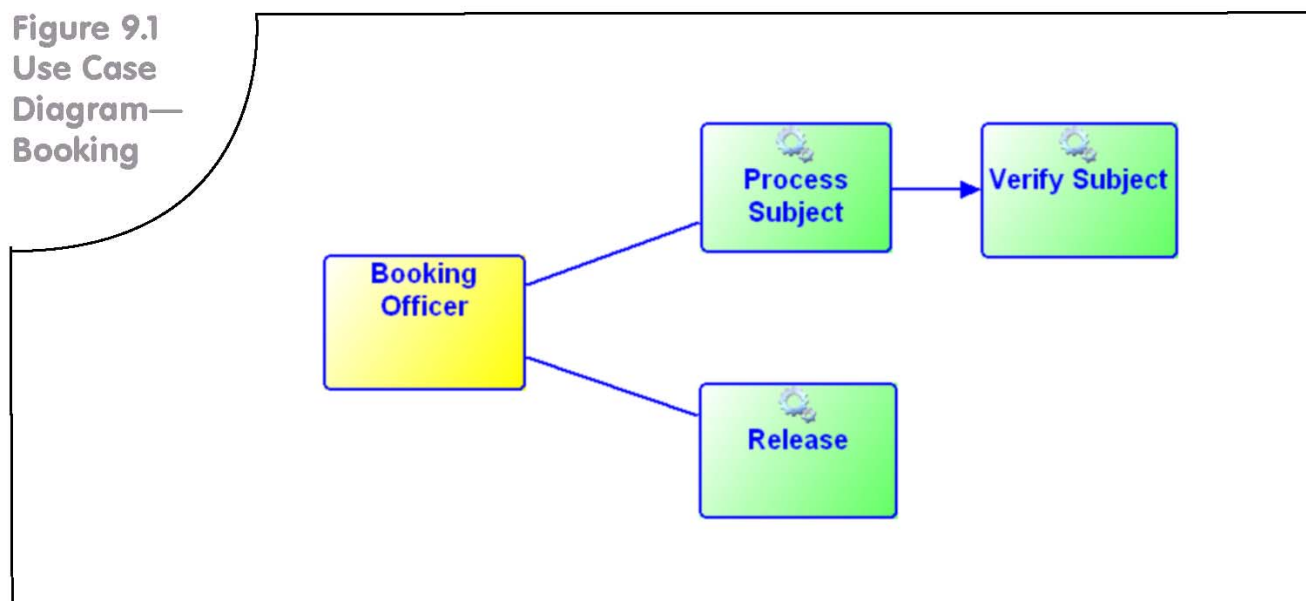 Figure 9.1
Use Case
Diagram—
Booking
Process
Subject
Verify Subject
Booking
Officer
Release